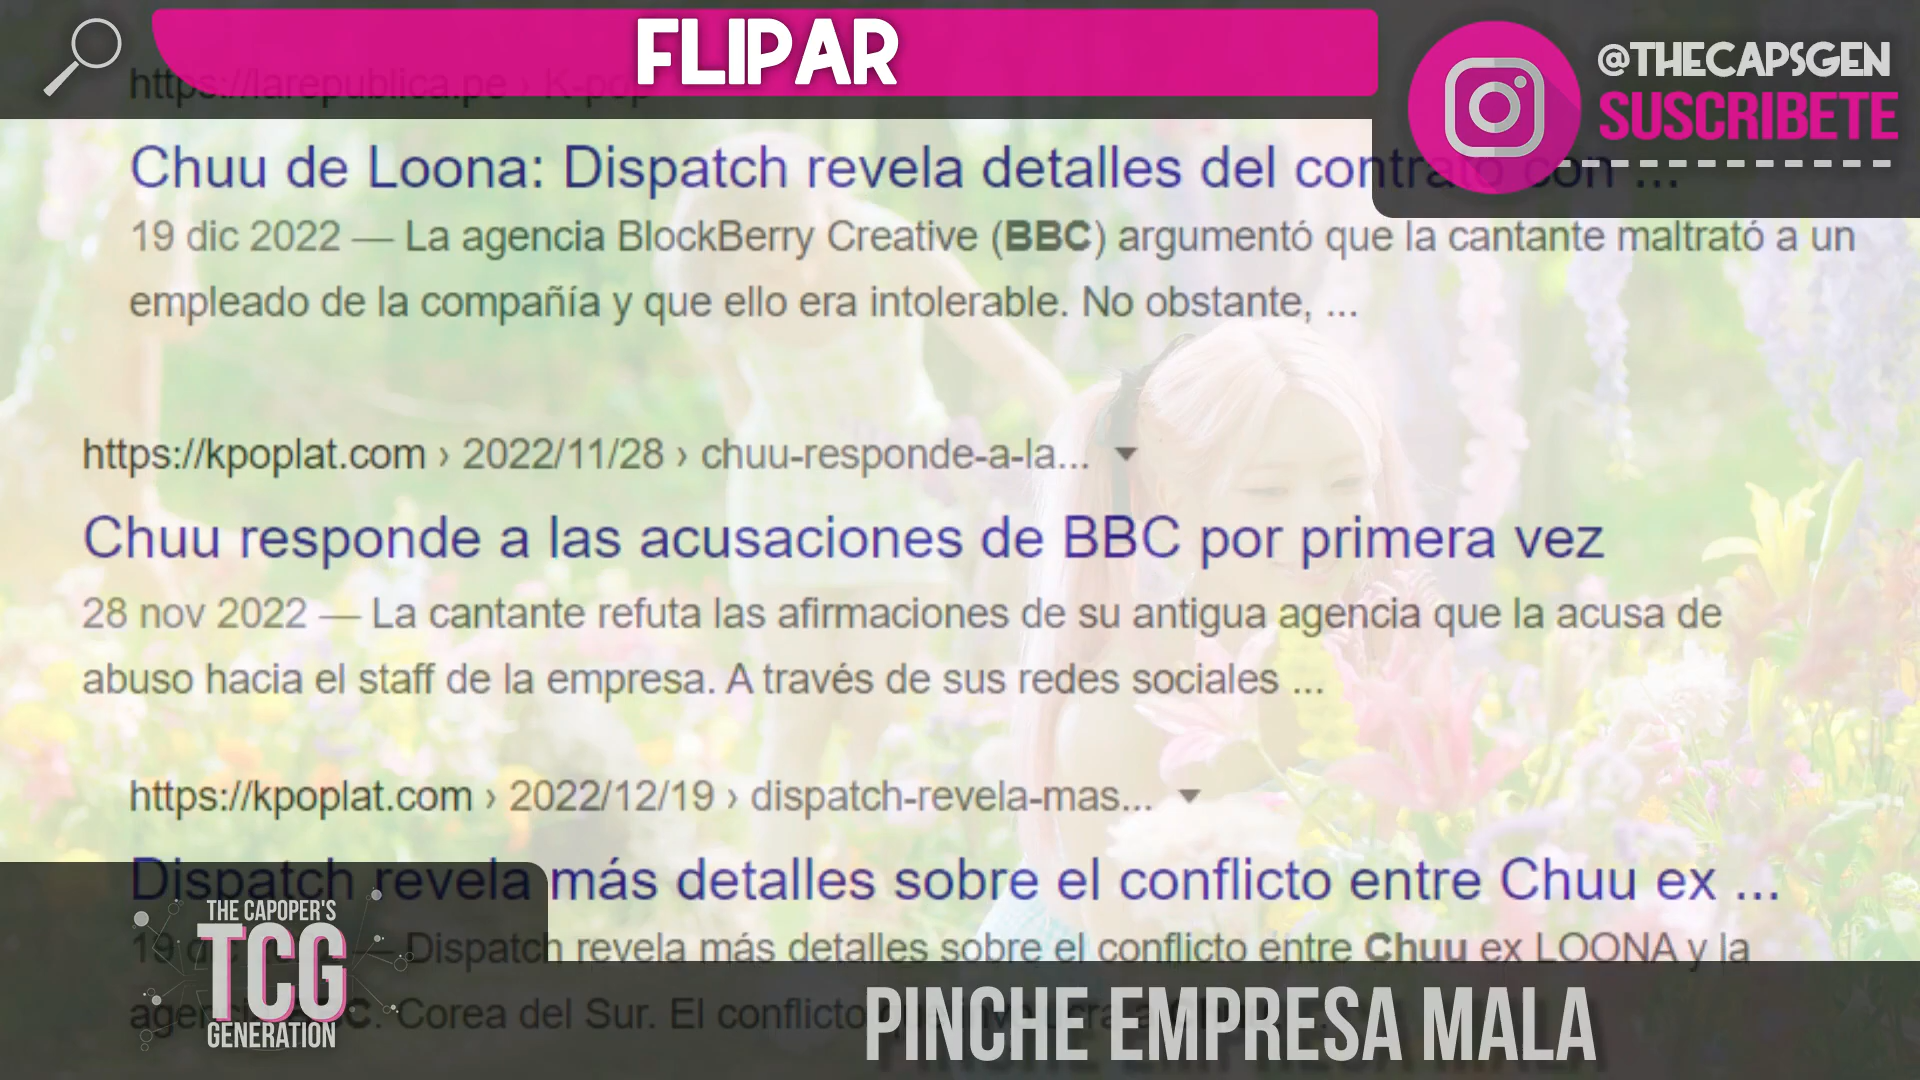 FLIPAR
@THECAPSGEN
SUSCRIBETE
https://larepublica.pe › K-pop
Chuu de Loona: Dispatch revela detalles del contrato con ...
19 dic 2022 — La agencia BlockBerry Creative (BBC) argumentó que la cantante maltrató a un
empleado de la compañía y que ello era intolerable. No obstante, ...
https://kpoplat.com › 2022/11/28 › chuu-responde-a-la...
Chuu responde a las acusaciones de BBC por primera vez
28 nov 2022 — La cantante refuta las afirmaciones de su antigua agencia que la acusa de
abuso hacia el staff de la empresa. A través de sus redes sociales ...
https://kpoplat.com › 2022/12/19 › dispatch-revela-mas...
Dispatch revela más detalles sobre el conflicto entre Chuu ex ...
— Dispatch revela más detalles sobre el conflicto entre Chuu ex LOONA y la
Corea del Sur. El conflicto
THE CAPOPER'S
TCG
GENERATION
PINCHE EMPRESA MALA